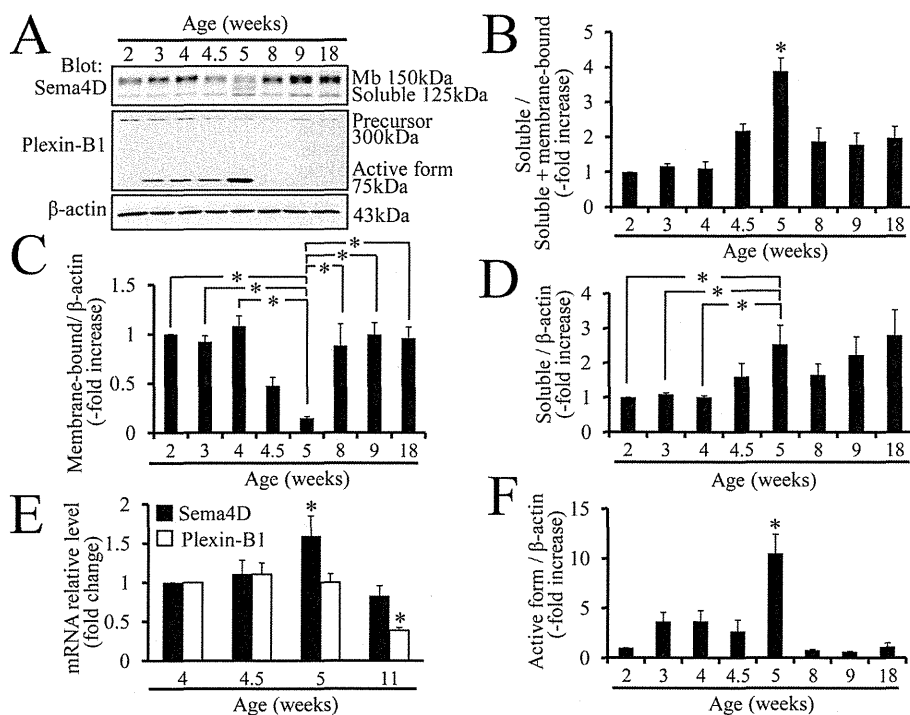 A
Age (weeks)
2 3 4 4.5 5 8 9 18
Blot:
Sema4D
Mb 150kDa
Soluble 125kDa
Plexin-B1
Precursor
300kDa
Active form
75kDa
β-actin
43kDa
B
Soluble /
Soluble + membrane-bound
(-fold increase)
6
5
4
3
2
1
0
*
2 3 4 4.5 5 8 9 18
Age (weeks)
C
Membrane-bound/ β-actin
(-fold increase)
1.5
1
0.5
0
*
*
*
*
*
*
2 3 4 4.5 5 8 9 18
Age (weeks)
D
Soluble / β-actin
(-fold increase)
4
3
2
1
0
*
*
*
2 3 4 4.5 5 8 9 18
Age (weeks)
E
mRNA relative level
(fold change)
2
1.5
1
0.5
0
Sema4D
Plexin-B1
*
*
4 4.5 5 11
Age (weeks)
F
Active form / β-actin
(-fold increase)
15
10
5
0
*
2 3 4 4.5 5 8 9 18
Age (weeks)